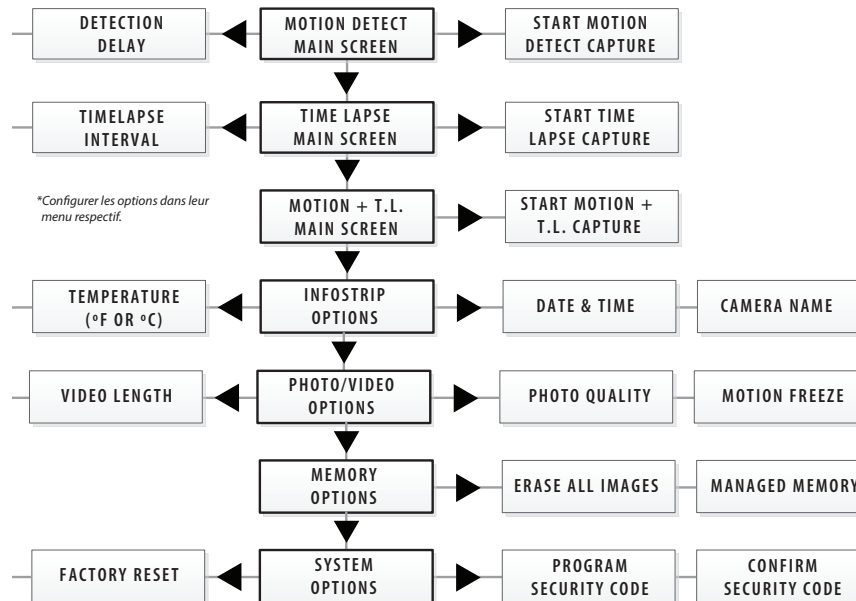 DETECTION
DELAY
MOTION DETECT
MAIN SCREEN
START MOTION
DETECT CAPTURE
TIMELAPSE
INTERVAL
TIME LAPSE
MAIN SCREEN
START TIME
LAPSE CAPTURE
*Configurer les options dans leur
menu respectif.
MOTION + T.L.
MAIN SCREEN
START MOTION +
T.L. CAPTURE
TEMPERATURE
(ºF OR ºC)
INFOSTRIP
OPTIONS
DATE & TIME
CAMERA NAME
VIDEO LENGTH
PHOTO/VIDEO
OPTIONS
PHOTO QUALITY
MOTION FREEZE
MEMORY
OPTIONS
ERASE ALL IMAGES
MANAGED MEMORY
FACTORY RESET
SYSTEM
OPTIONS
PROGRAM
SECURITY CODE
CONFIRM
SECURITY CODE